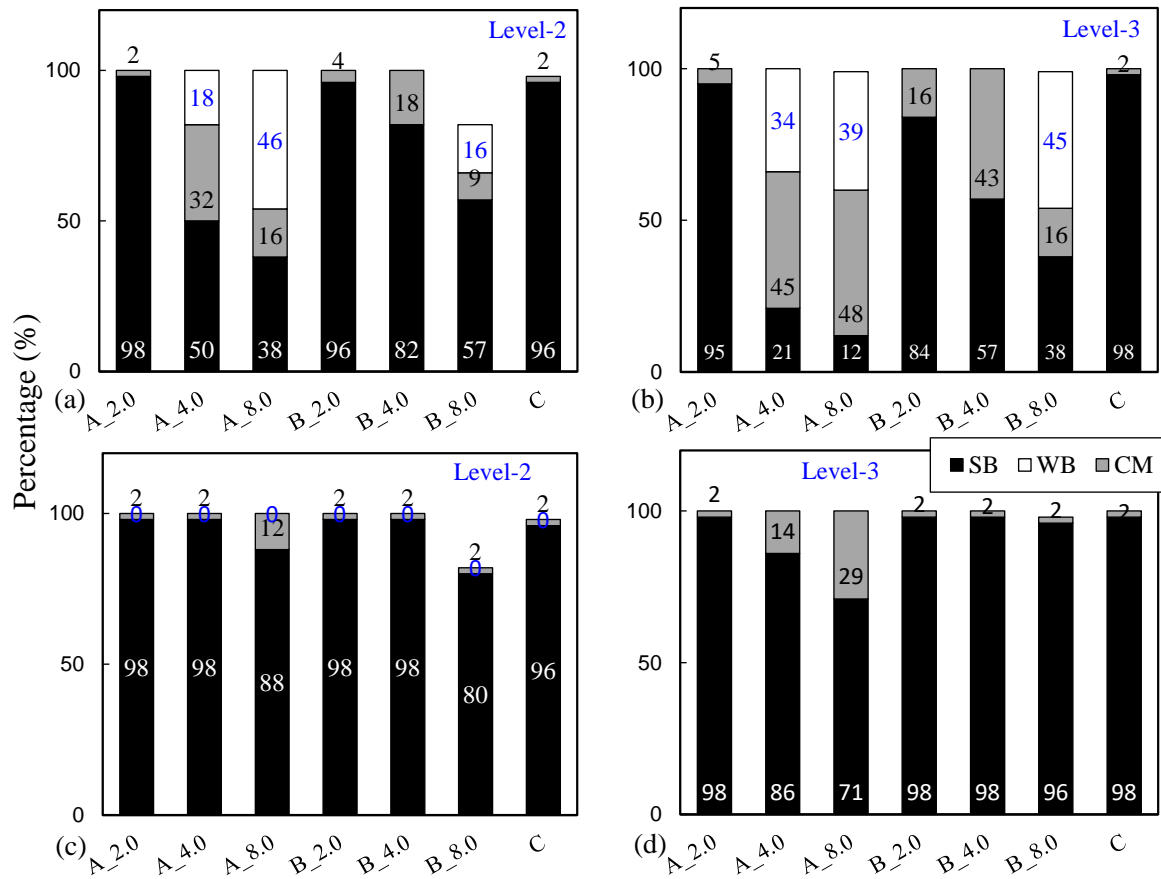 Percentage (%)
Level-2
100
50
0
2
18
46
4
18
2
32
16
16
9
98
50
38
96
82
57
96
(a)
A_2.0
A_4.0
A_8.0
B_2.0
B_4.0
B_8.0
C
Level-3
100
50
0
5
34
39
16
43
45
2
45
48
16
95
21
12
84
57
38
98
(b)
A_2.0
A_4.0
A_8.0
B_2.0
B_4.0
B_8.0
C
SB WB CM
Level-2
100
50
0
2
2
0
2
2
2
2
0
0
12
0
0
0
0
98
98
88
98
98
80
96
(c)
A_2.0
A_4.0
A_8.0
B_2.0
B_4.0
B_8.0
C
Level-3
100
50
0
2
14
29
2
2
2
2
98
86
71
98
98
96
98
(d)
A_2.0
A_4.0
A_8.0
B_2.0
B_4.0
B_8.0
C